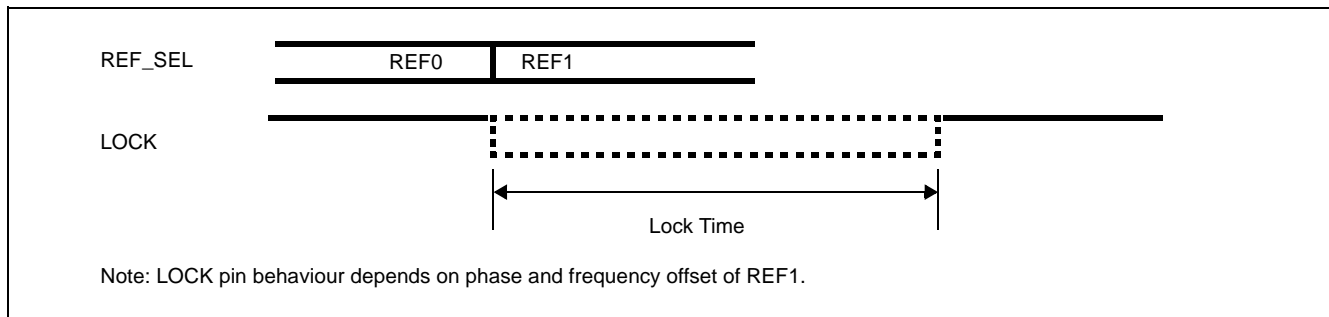 REF_SEL
REF0
REF1
LOCK
Lock Time
Note: LOCK pin behaviour depends on phase and frequency offset of REF1.